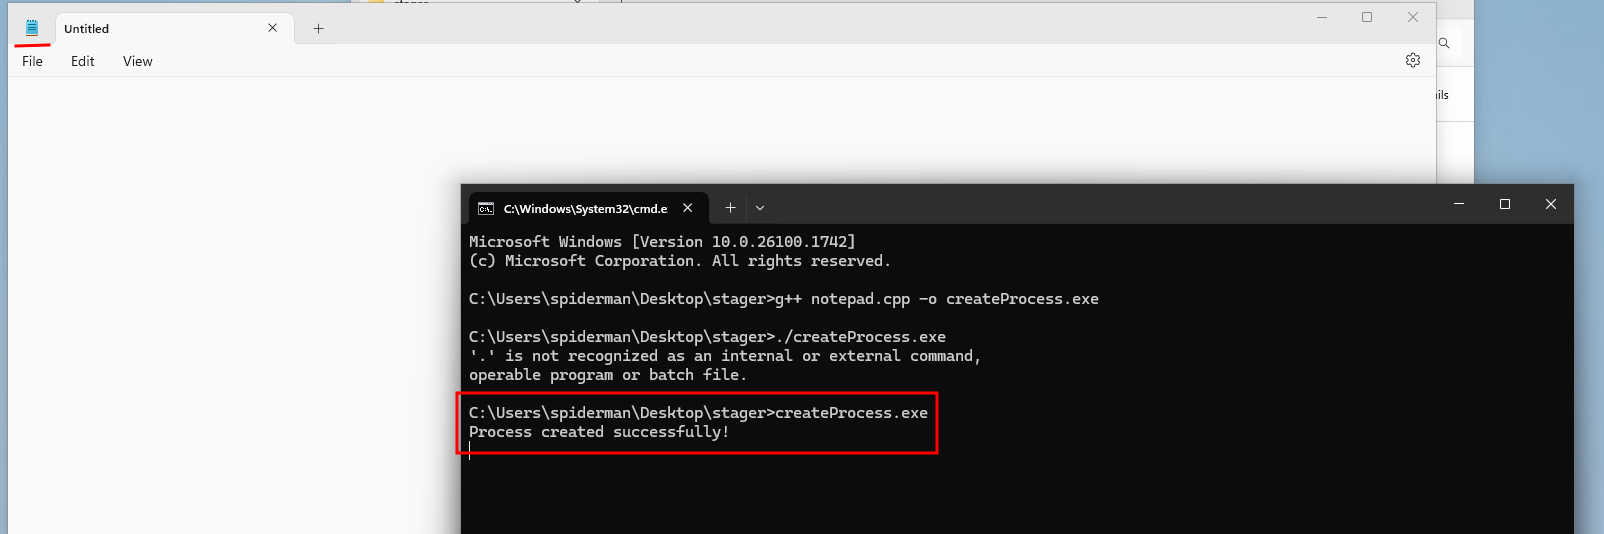 Untitled
File Edit View
C:\Windows\System32\cmd.e
Microsoft Windows [Version 10.0.26100.1742]
(c) Microsoft Corporation. All rights reserved.
C:\Users\spiderman\Desktop\stager>g++ notepad.cpp -o createProcess.exe
C:\Users\spiderman\Desktop\stager>./createProcess.exe
'.' is not recognized as an internal or external command,
operable program or batch file.
C:\Users\spiderman\Desktop\stager>createProcess.exe
Process created successfully!